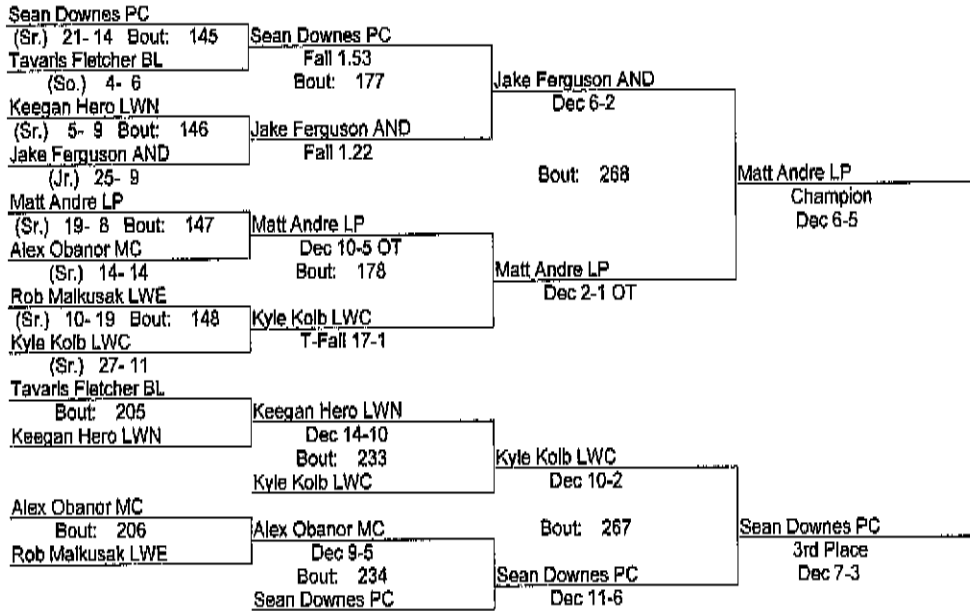 Sean Downes PC
(Sr.) 21- 14 Bout: 145
Tavaris Fletcher BL
(So.) 4- 6
Keegan Hero LWN
(Sr.) 5- 9 Bout: 146
Jake Ferguson AND
(Jr.) 25- 9
Matt Andre LP
(Sr.) 19- 8 Bout: 147
Alex Obanor MC
(Sr.) 14- 14
Rob Malkusak LWE
(Sr.) 10- 19 Bout: 148
Kyle Kolb LWC
(Sr.) 27- 11
Sean Downes PC
Fall 1.53
Bout: 177
Jake Ferguson AND
Fall 1.22
Matt Andre LP
Dec 10-5 OT
Bout: 178
Kyle Kolb LWC
T-Fall 17-1
Jake Ferguson AND
Dec 6-2
Bout: 268
Matt Andre LP
Dec 2-1 OT
Matt Andre LP
Champion
Dec 6-5
Tavaris Fletcher BL
Bout: 205
Keegan Hero LWN
Alex Obanor MC
Bout: 206
Rob Malkusak LWE
Keegan Hero LWN
Dec 14-10
Bout: 233
Kyle Kolb LWC
Alex Obanor MC
Dec 9-5
Bout: 234
Sean Downes PC
Kyle Kolb LWC
Dec 10-2
Bout: 267
Sean Downes PC
Dec 11-6
Sean Downes PC
3rd Place
Dec 7-3